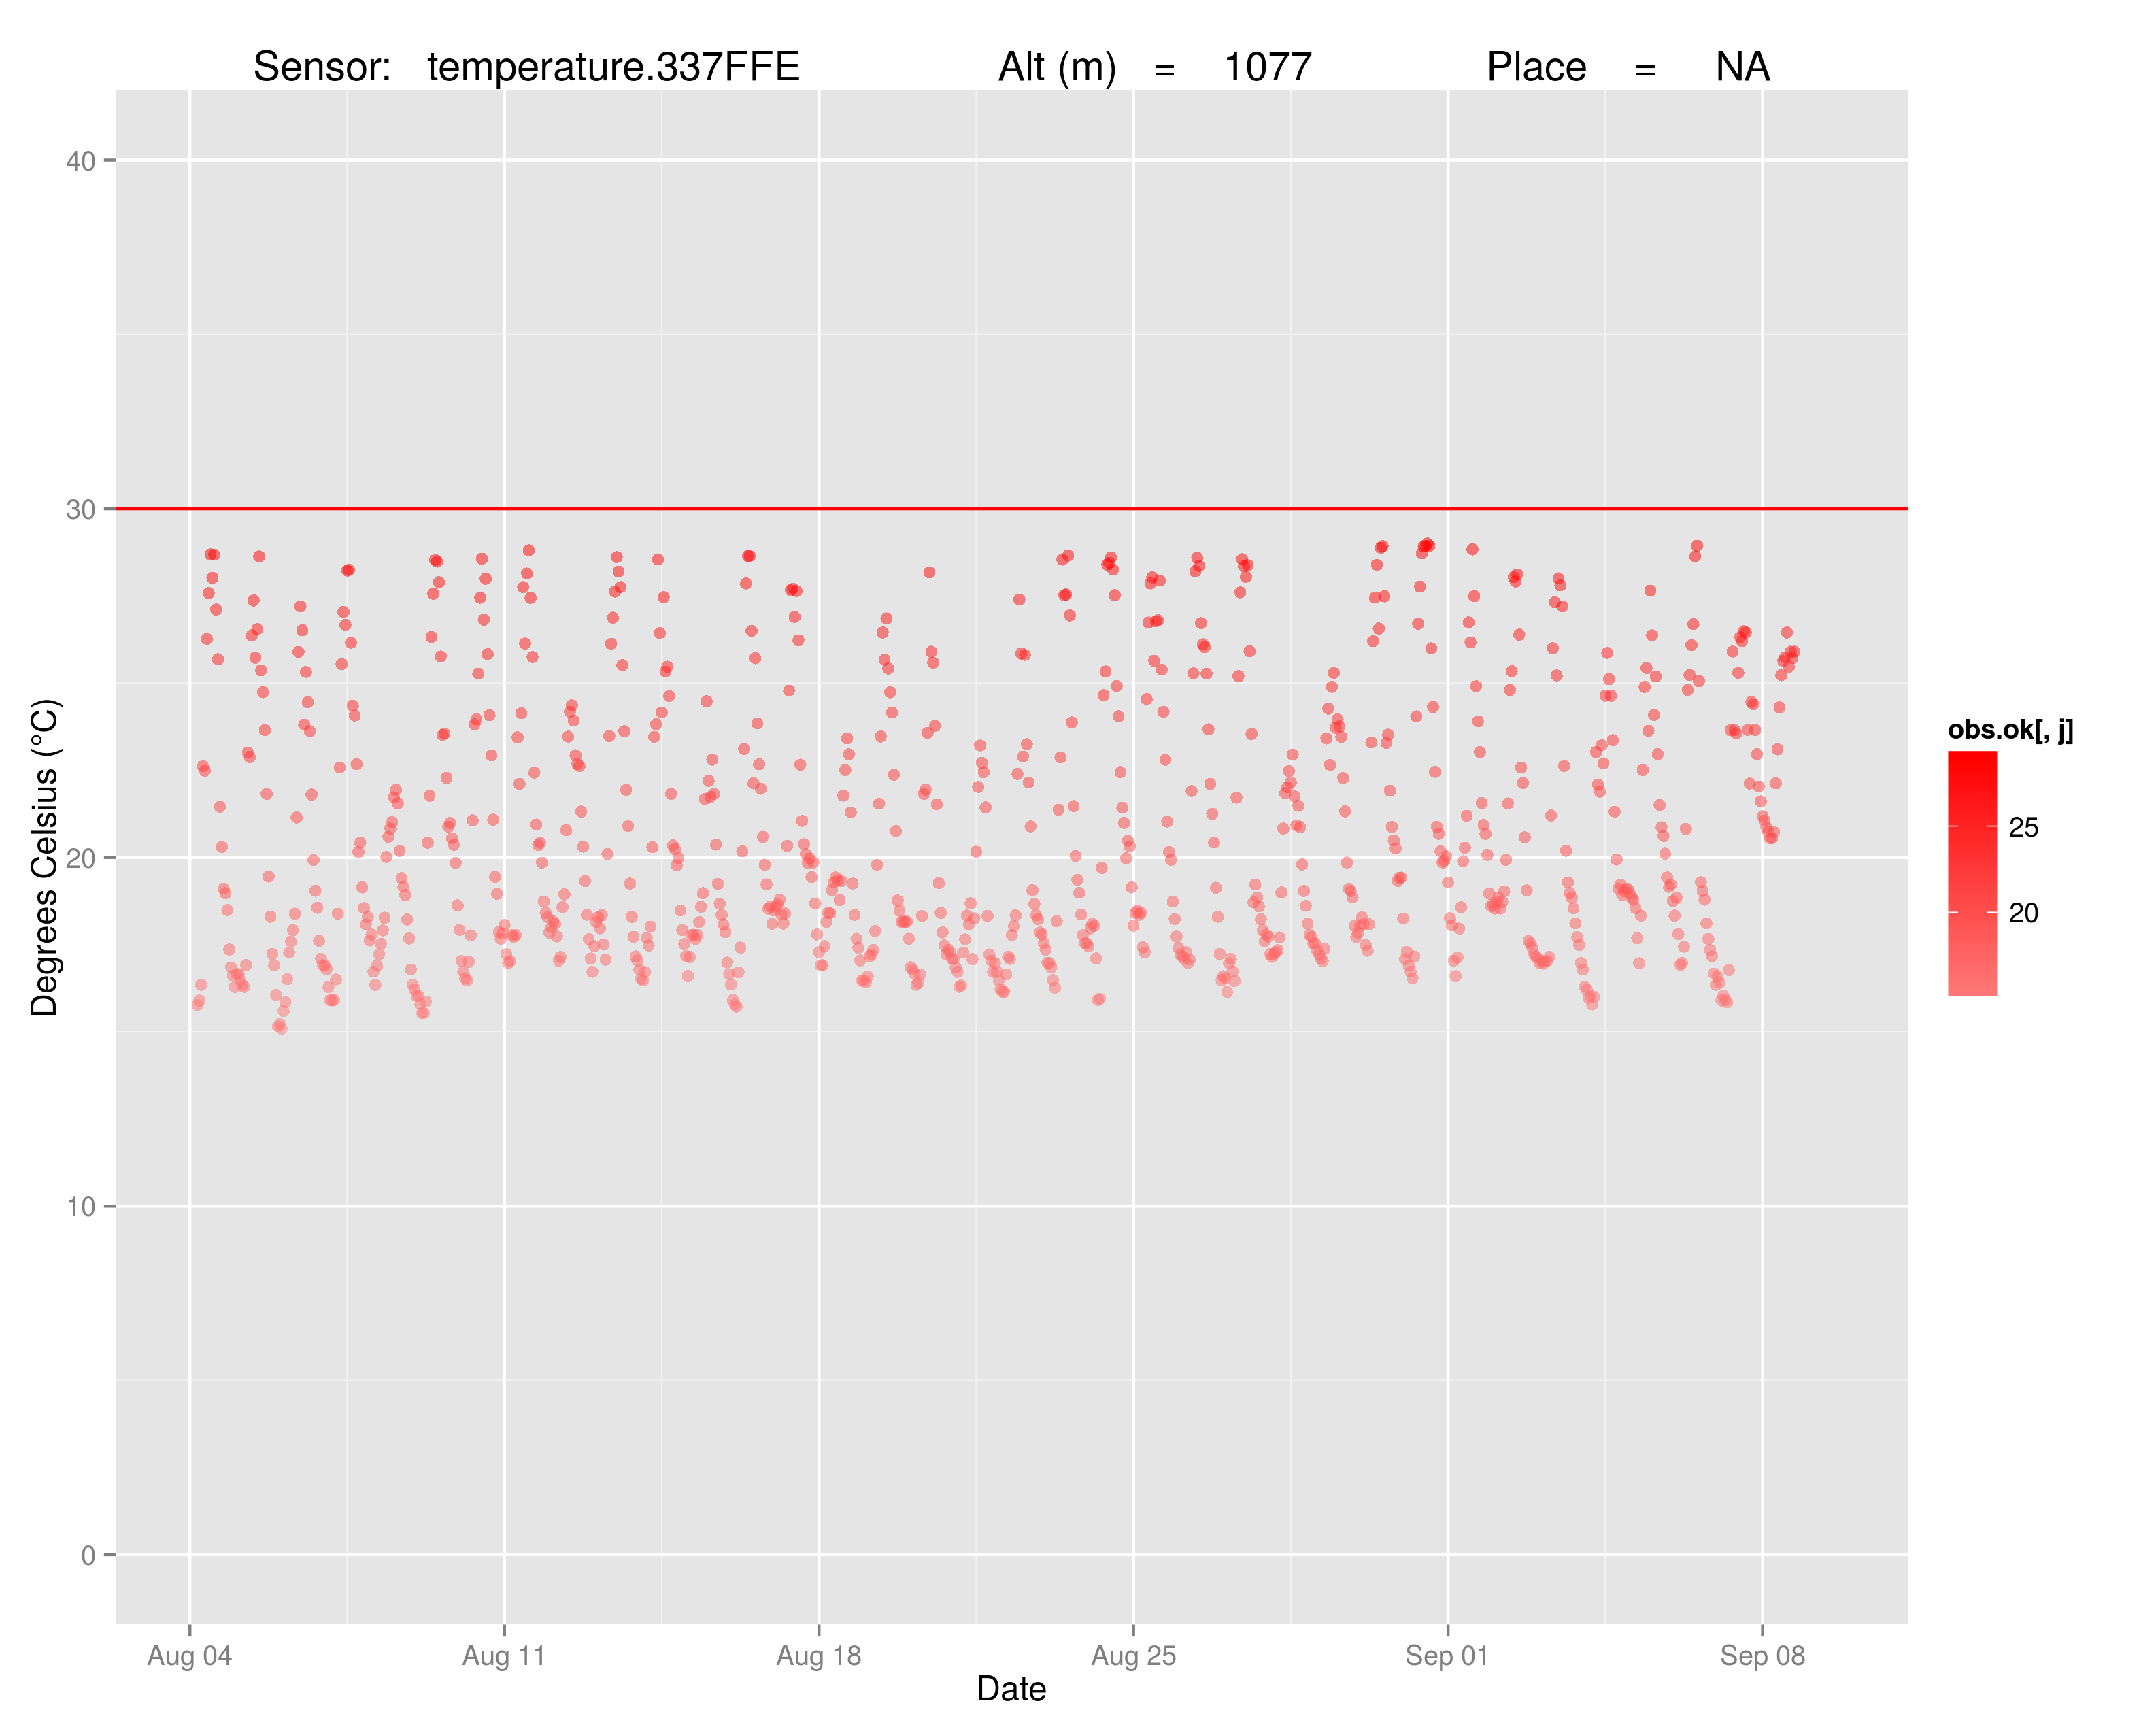 Sensor: temperature.337FFE Alt (m) = 1077 Place = NA
40
30
20
10
0
Degrees Celsius (°C)
Aug 04 Aug 11 Aug 18 Aug 25 Sep 01 Sep 08
Date
obs.ok[, j]
25
20